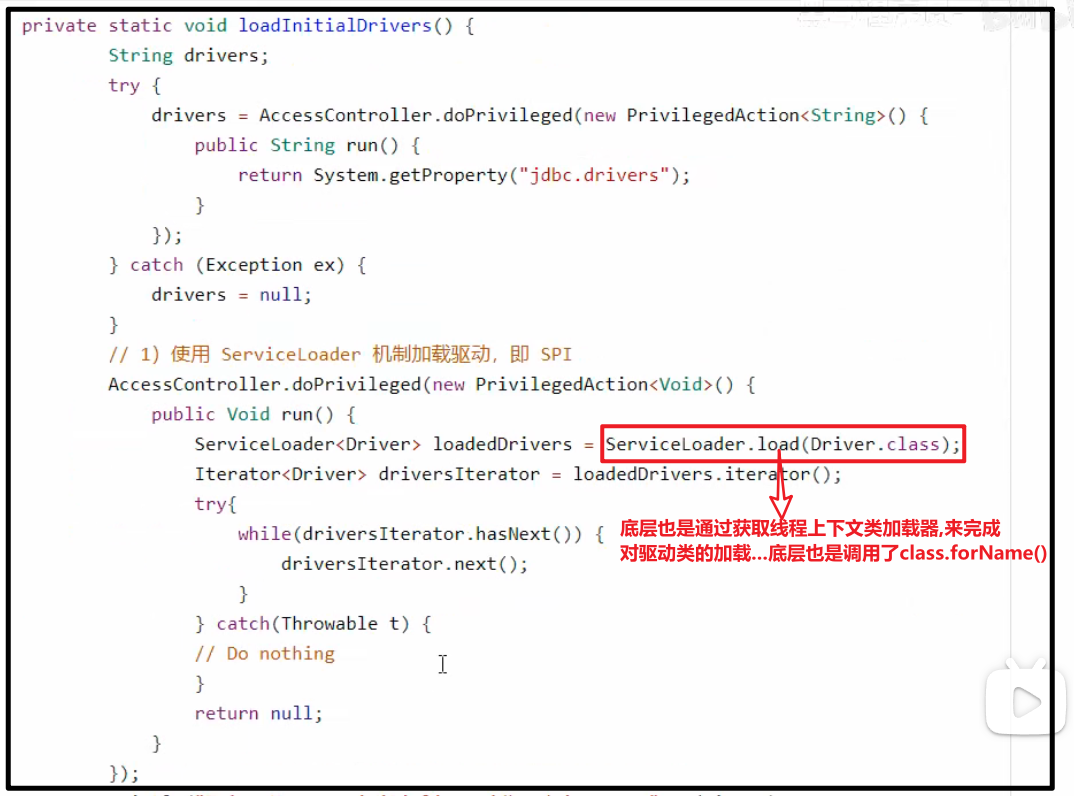 private static void loadInitialDrivers() {
String drivers;
try {
drivers = AccessController.doPrivileged(new PrivilegedAction<String>() {
public String run() {
return System.getProperty("jdbc.drivers");
}
});
} catch (Exception ex) {
drivers = null;
}
// 1) 使用 ServiceLoader 机制加载驱动，即 SPI
AccessController.doPrivileged(new PrivilegedAction<Void>() {
public Void run() {
ServiceLoader<Driver> loadedDrivers = ServiceLoader.load(Driver.class);
Iterator<Driver> driversIterator = loadedDrivers.iterator();
try{
while(driversIterator.hasNext()) {
driversIterator.next();
}
} catch(Throwable t) {
// Do nothing
}
return null;
}
});
底层也是通过获取线程上下文类加载器,来完成
对驱动类的加载...底层也是调用了class.forName()